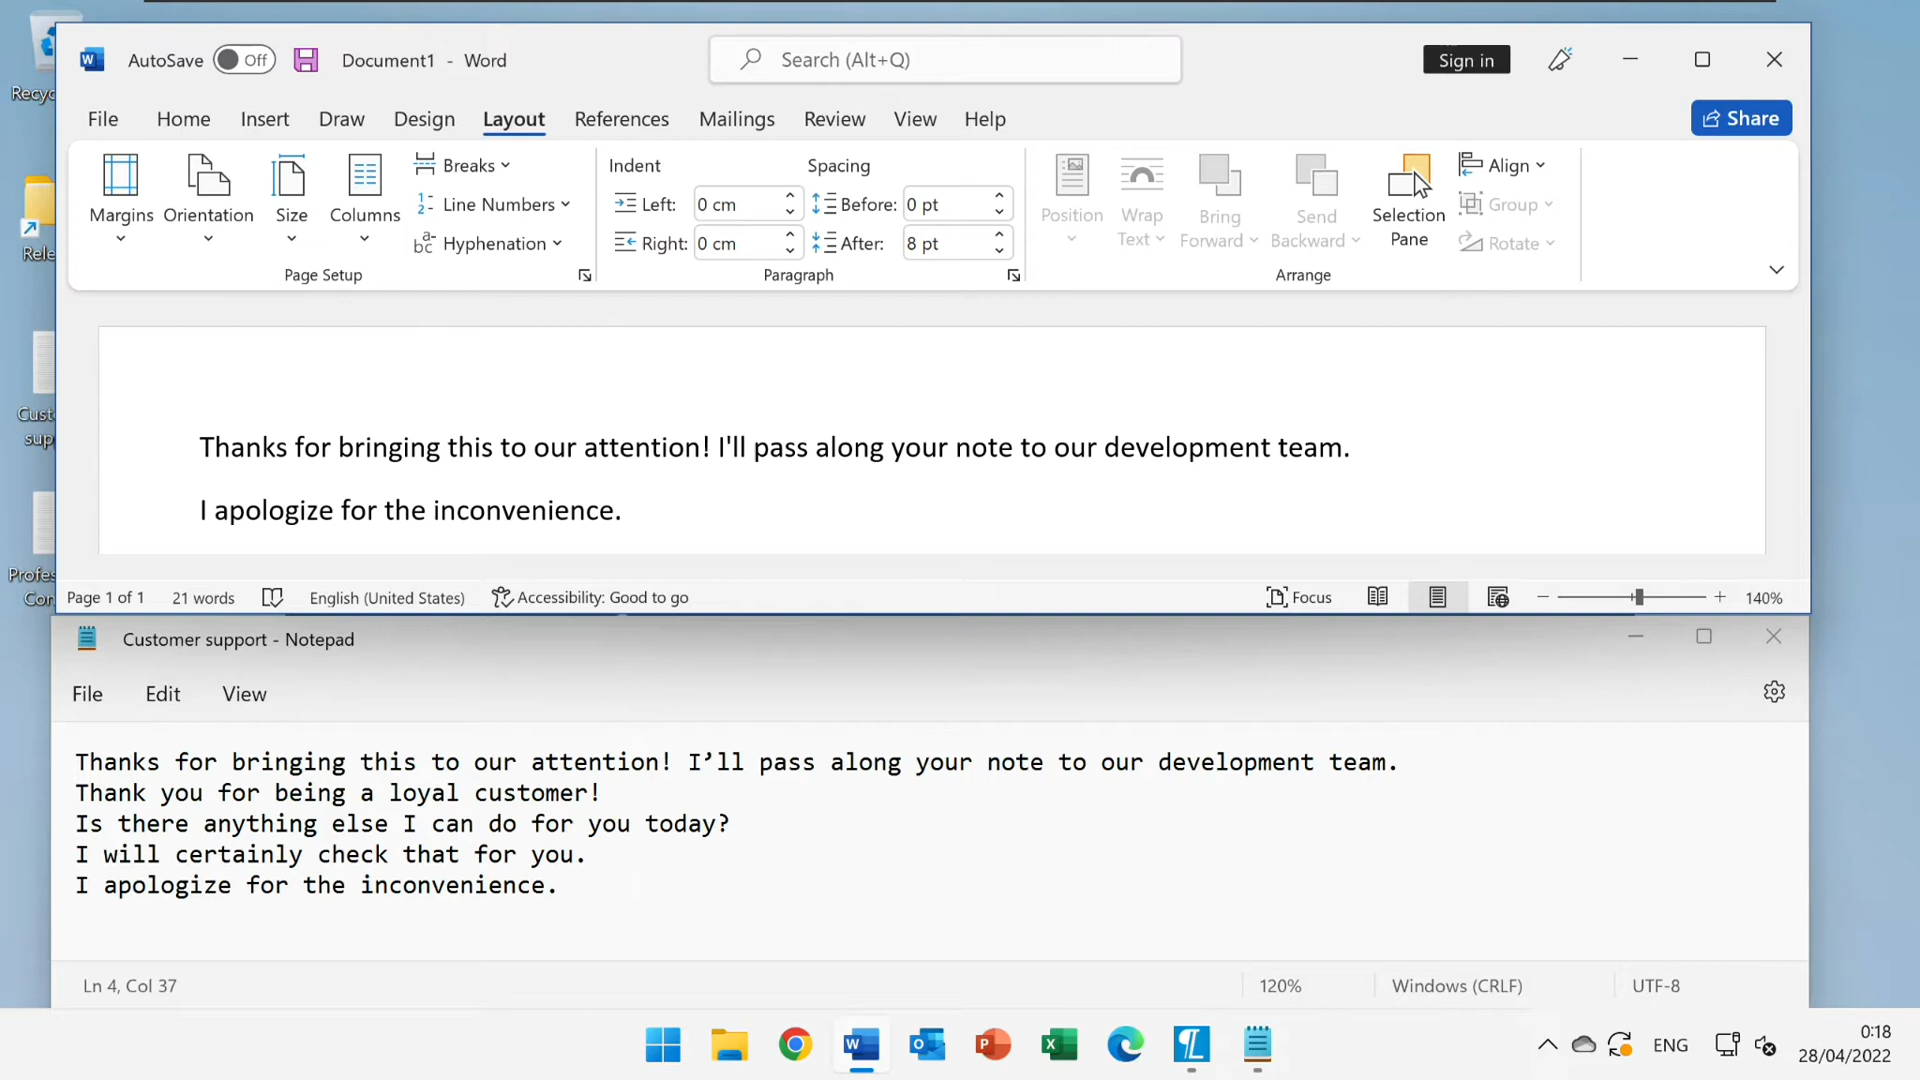 Recyc
AutoSave Off Document1 - Word Search (Alt+Q) Sign in
File Home Insert Draw Design Layout References Mailings Review View Help Share
Margins Orientation Size Columns Breaks Line Numbers Hyphenation
Page Setup
Indent Spacing
Left: 0 cm Before: 0 pt
Right: 0 cm After: 8 pt
Paragraph
Position Wrap Text Bring Forward Send Backward Selection Pane Align Group Rotate
Arrange
Rele
Thanks for bringing this to our attention! I'll pass along your note to our development team.
I apologize for the inconvenience.
Cust
sup
Profes
Con
Page 1 of 1 21 words English (United States) Accessibility: Good to go Focus 140%
Customer support - Notepad
File Edit View
Thanks for bringing this to our attention! I’ll pass along your note to our development team.
Thank you for being a loyal customer!
Is there anything else I can do for you today?
I will certainly check that for you.
I apologize for the inconvenience.
Ln 4, Col 37 120% Windows (CRLF) UTF-8
ENG 0:18
28/04/2022